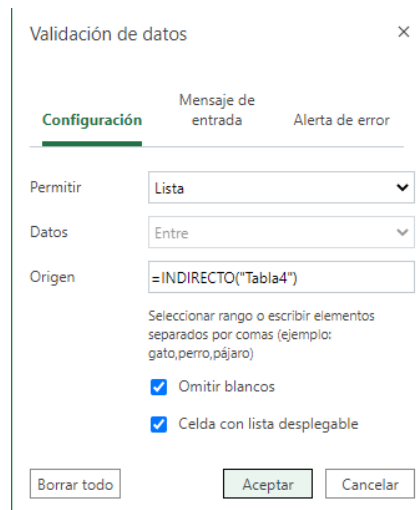 Validación de datos
Configuración
Mensaje de
entrada
Alerta de error
Permitir
Lista
Datos
Entre
Origen
=INDIRECTO("Tabla4")
Seleccionar rango o escribir elementos
separados por comas (ejemplo:
gato,perro,pájaro)
Omitir blancos
Celda con lista desplegable
Borrar todo
Aceptar
Cancelar